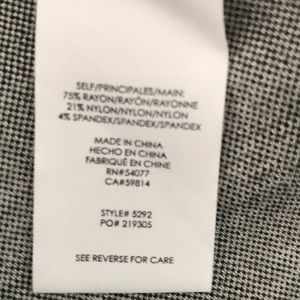 SELF/PRINCIPALES/MAIN:
75% RAYON/RAYÓN/RAYONNE
21% NYLON/NYLON/NYLON
4% SPANDEX/SPANDEX/SPANDEX
MADE IN CHINA
HECHO EN CHINA
FABRIQUÉ EN CHINE
RN#54077
CA#59814
STYLE# 5292
PO# 219305
SEE REVERSE FOR CARE